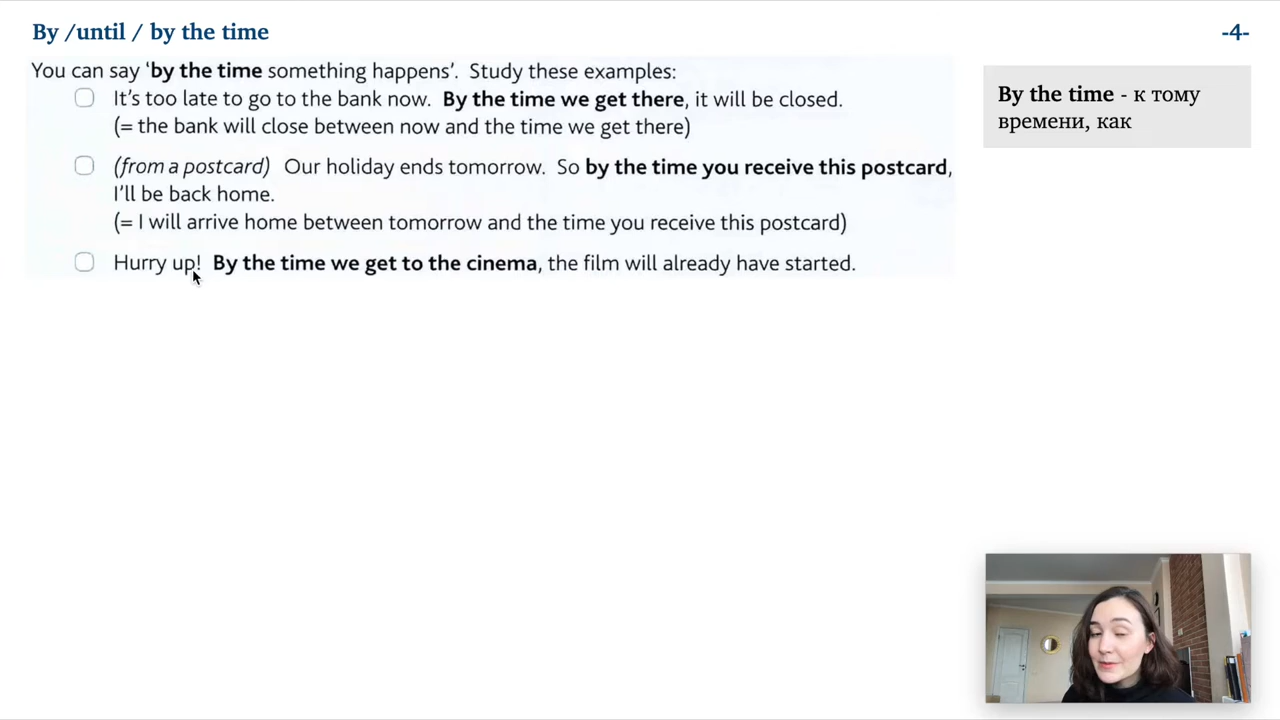 By /until / by the time
-4-
You can say ‘by the time something happens’. Study these examples:
It’s too late to go to the bank now. By the time we get there, it will be closed.
(= the bank will close between now and the time we get there)
(from a postcard) Our holiday ends tomorrow. So by the time you receive this postcard,
I’ll be back home.
(= I will arrive home between tomorrow and the time you receive this postcard)
Hurry up! By the time we get to the cinema, the film will already have started.
By the time - к тому
времени, как